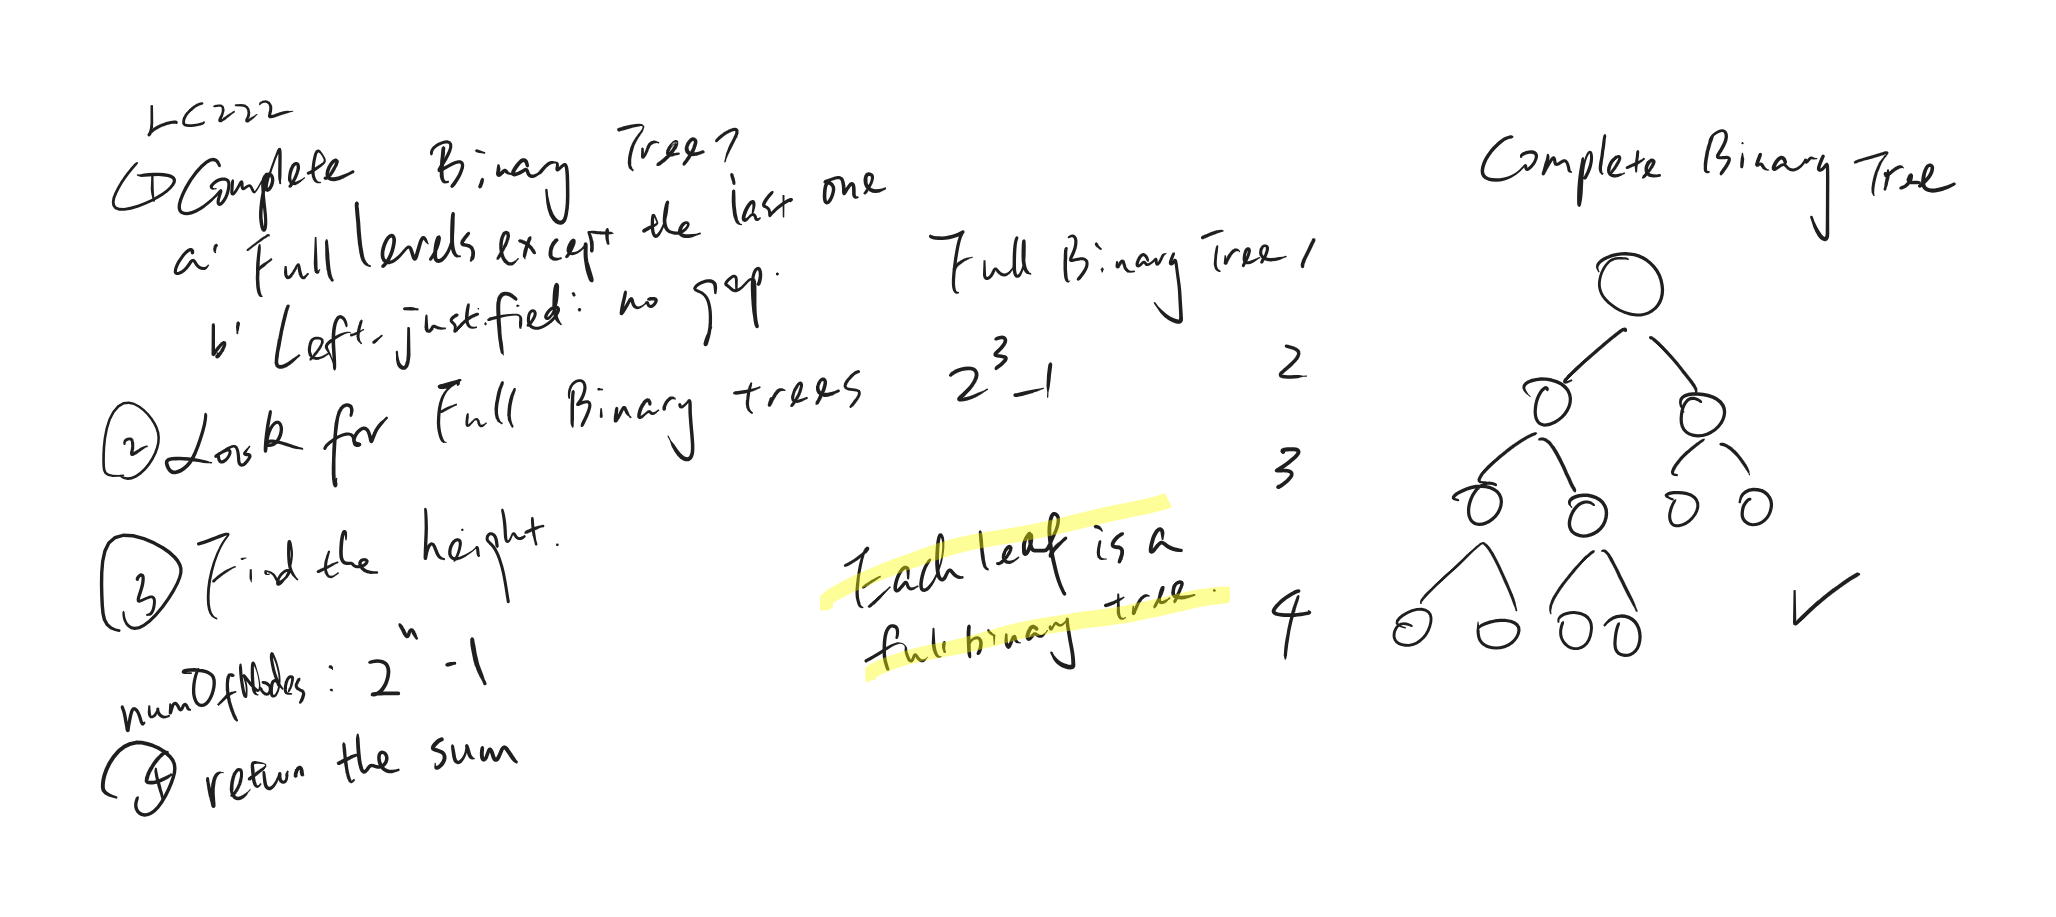 LC222
① Complete Binary Tree?
a. Full levels except the last one
b. Left-justified: no gap.
② Look for Full Binary trees
③ Find the height.
numOfNodes: 2^n - 1
④ return the sum
Full Binary Tree
2^3 - 1
Each leaf is a
full binary tree.
Complete Binary Tree
1
2
3
4